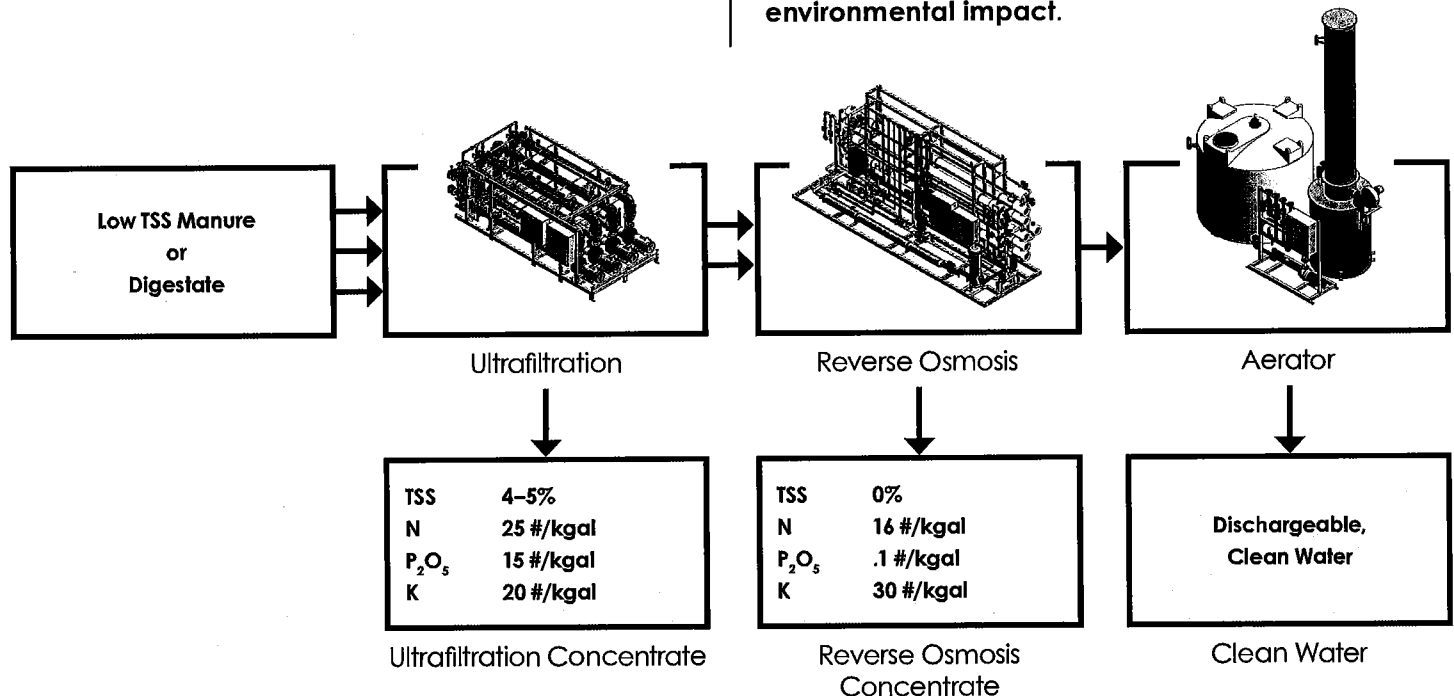 environmental impact.
Low TSS Manure
or
Digestate
Ultrafiltration
Reverse Osmosis
Aerator
TSS 4–5%
N 25 #/kgal
P₂O₅ 15 #/kgal
K 20 #/kgal
Ultrafiltration Concentrate
TSS 0%
N 16 #/kgal
P₂O₅ .1 #/kgal
K 30 #/kgal
Reverse Osmosis
Concentrate
Dischargeable,
Clean Water
Clean Water